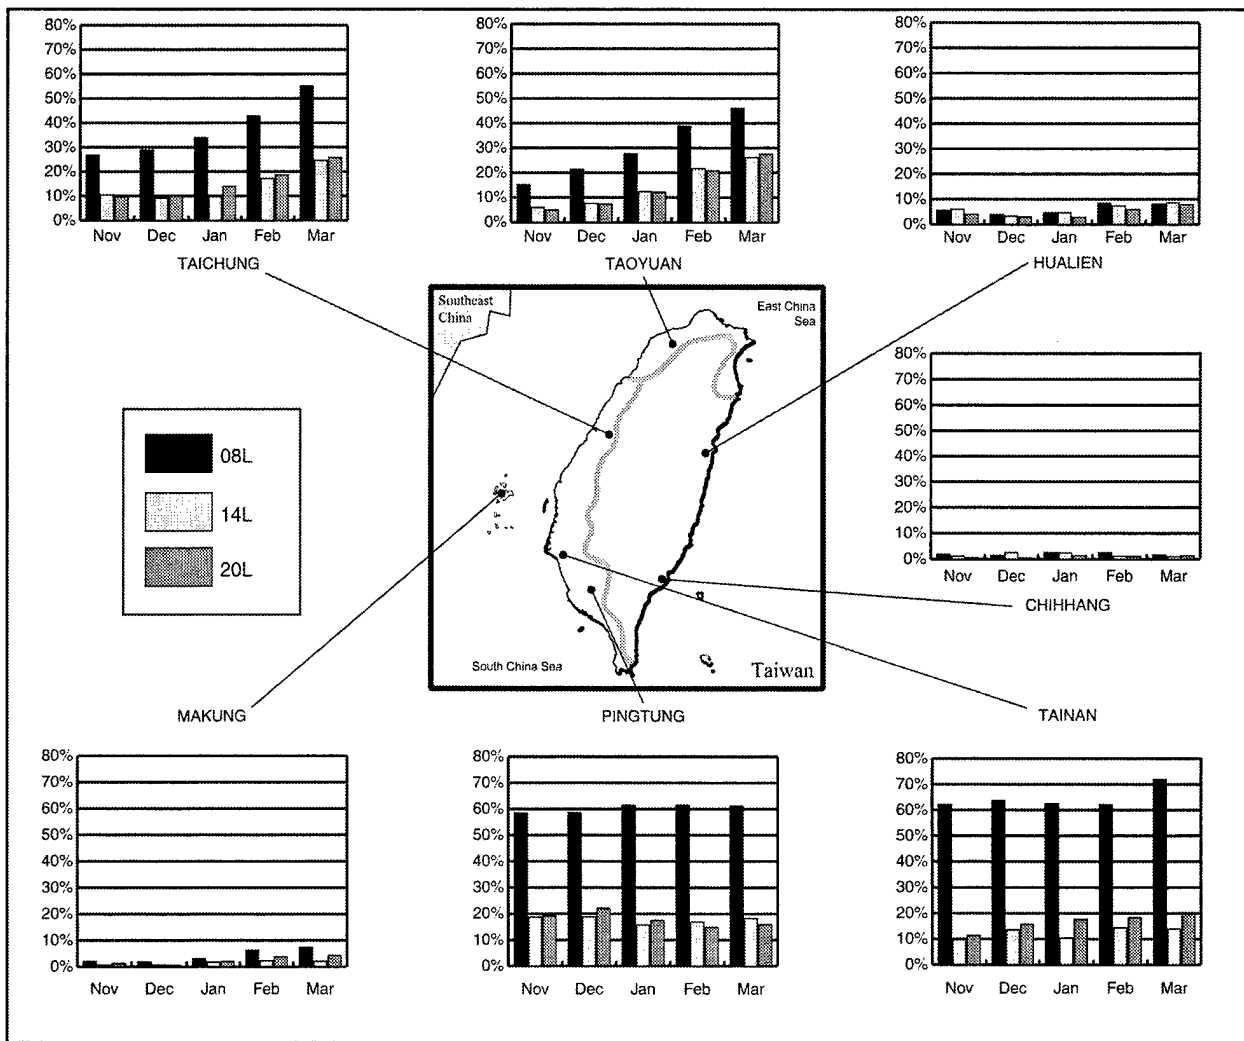 80%
70%
60%
50%
40%
30%
20%
10%
0%
Nov Dec Jan Feb Mar
TAICHUNG
80%
70%
60%
50%
40%
30%
20%
10%
0%
Nov Dec Jan Feb Mar
TAOYUAN
80%
70%
60%
50%
40%
30%
20%
10%
0%
Nov Dec Jan Feb Mar
HUALIEN
Southeast
China
East China
Sea
South China Sea
Taiwan
08L
14L
20L
80%
70%
60%
50%
40%
30%
20%
10%
0%
Nov Dec Jan Feb Mar
CHIHHANG
MAKUNG
80%
70%
60%
50%
40%
30%
20%
10%
0%
Nov Dec Jan Feb Mar
PINGTUNG
80%
70%
60%
50%
40%
30%
20%
10%
0%
Nov Dec Jan Feb Mar
TAINAN
80%
70%
60%
50%
40%
30%
20%
10%
0%
Nov Dec Jan Feb Mar